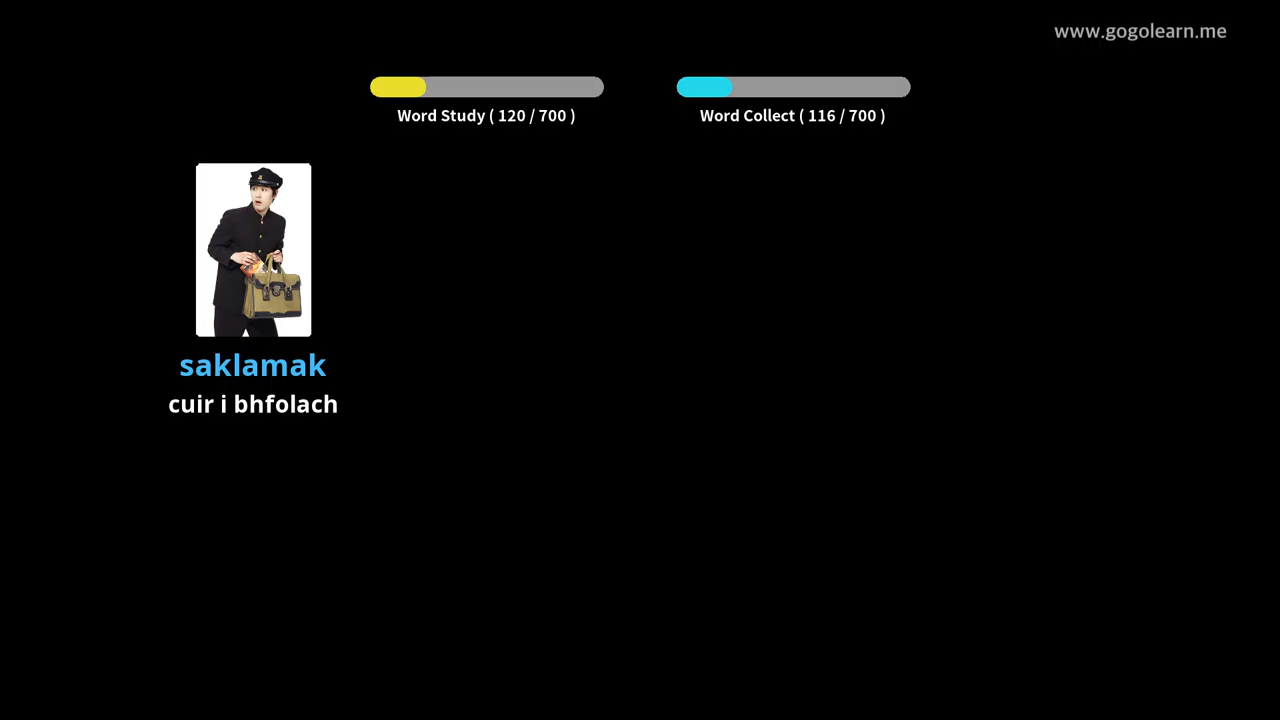 www.gogolearn.me
Word Study ( 120 / 700 )
Word Collect ( 116 / 700 )
saklamak
cuir i bhfolach